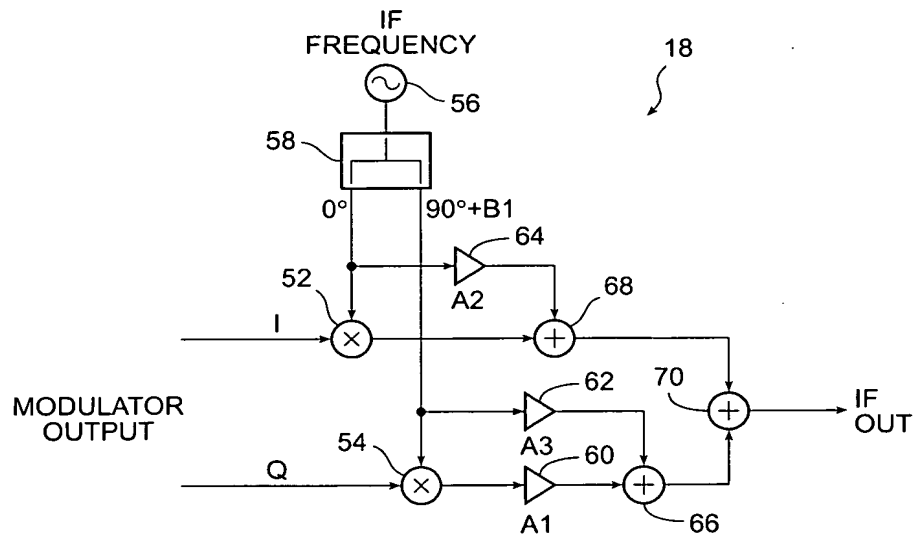 IF
FREQUENCY
18
56
58
0°
90°+B1
64
52
A2
68
I
62
70
IF
OUT
MODULATOR
OUTPUT
54
A3
60
Q
A1
66